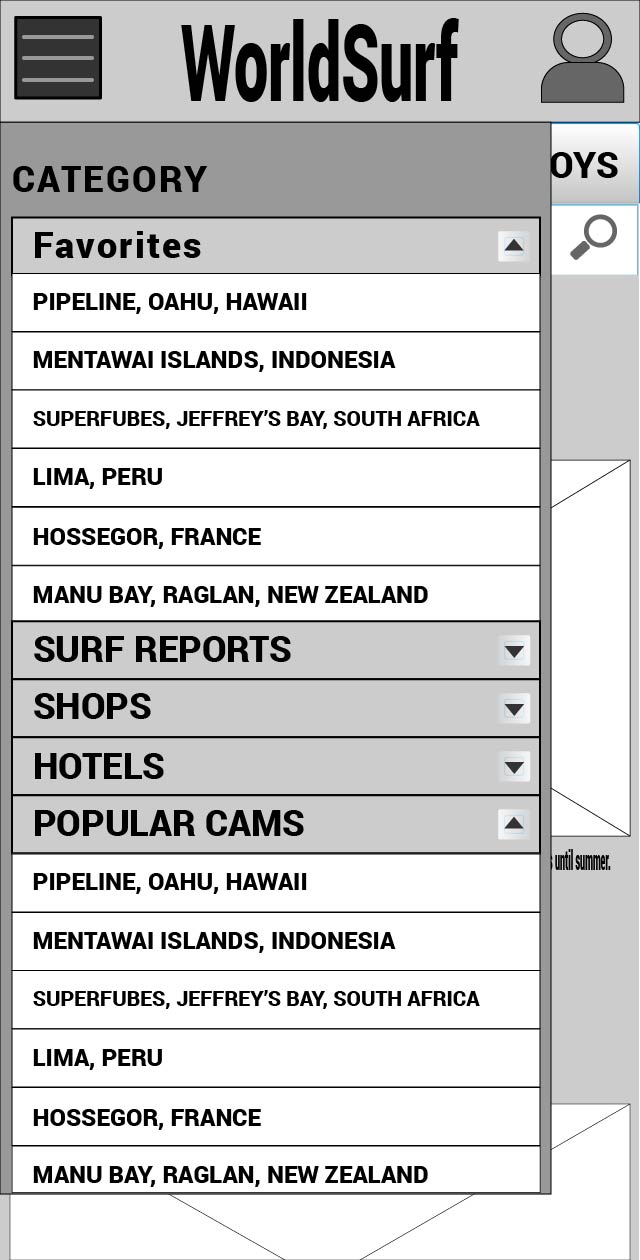 WorldSurf
OYS
CATEGORY
Favorites
PIPELINE, OAHU, HAWAII
MENTAWAI ISLANDS, INDONESIA
SUPERFUBES, JEFFREY’S BAY, SOUTH AFRICA
LIMA, PERU
HOSSEGOR, FRANCE
MANU BAY, RAGLAN, NEW ZEALAND
SURF REPORTS
SHOPS
HOTELS
POPULAR CAMS
until summer.
PIPELINE, OAHU, HAWAII
MENTAWAI ISLANDS, INDONESIA
SUPERFUBES, JEFFREY’S BAY, SOUTH AFRICA
LIMA, PERU
HOSSEGOR, FRANCE
MANU BAY, RAGLAN, NEW ZEALAND